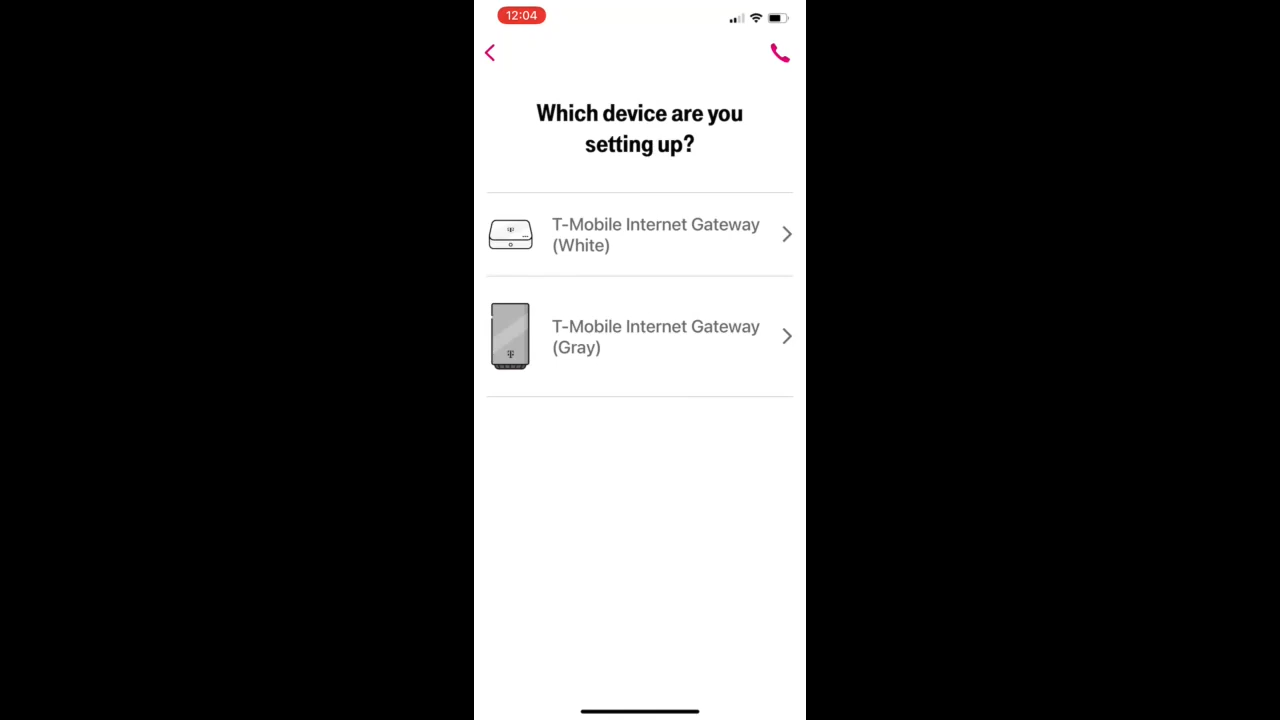 12:04
Which device are you
setting up?
T-Mobile Internet Gateway
(White)
T-Mobile Internet Gateway
(Gray)